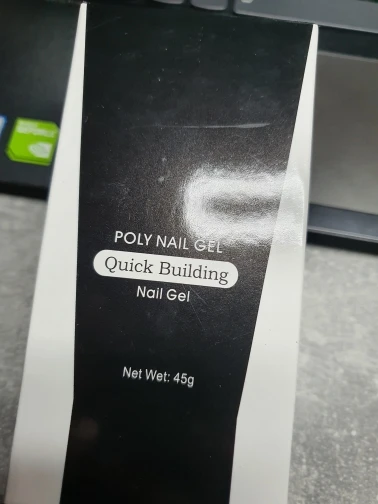 POLY NAIL GEL
Quick Building
Nail Gel
Net Wet: 45g